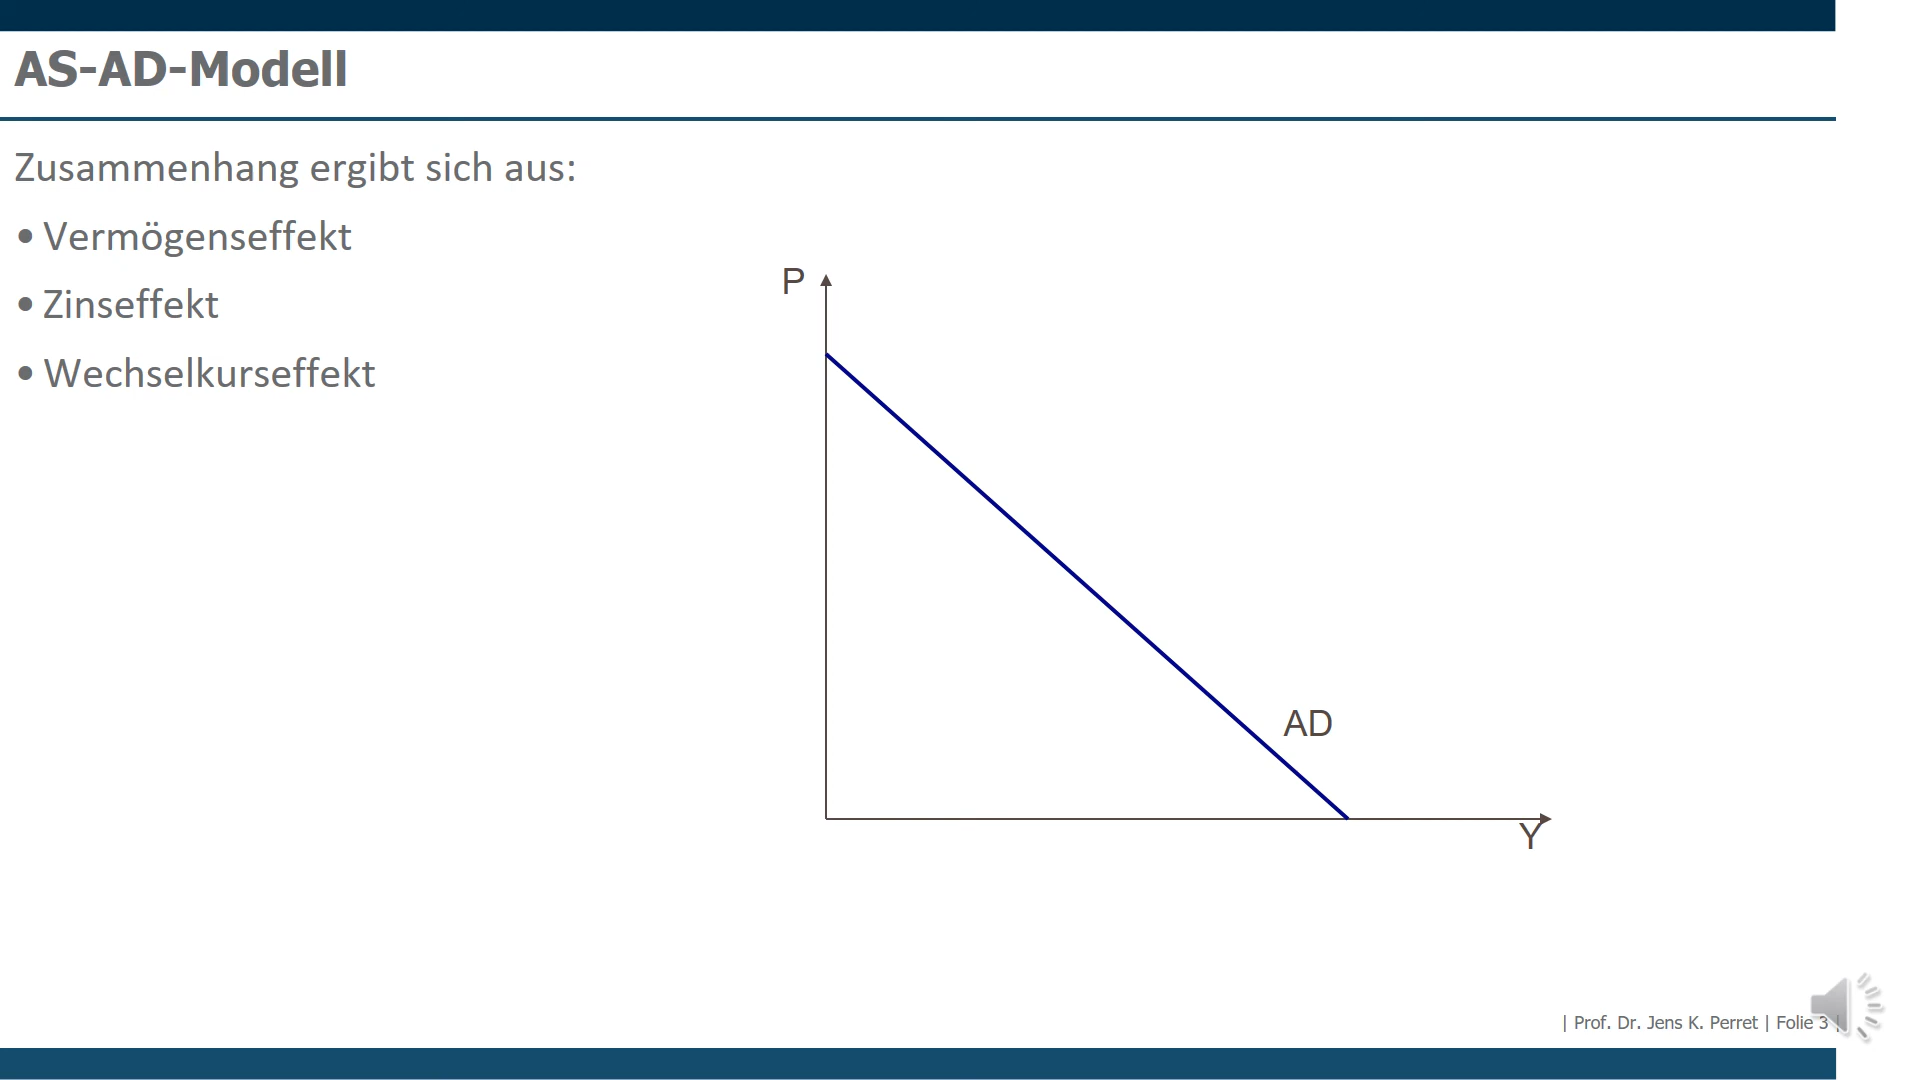 AS-AD-Modell
Zusammenhang ergibt sich aus:
• Vermögenseffekt
• Zinseffekt
• Wechselkurseffekt
P
AD
Y
| Prof. Dr. Jens K. Perret | Folie 3 |